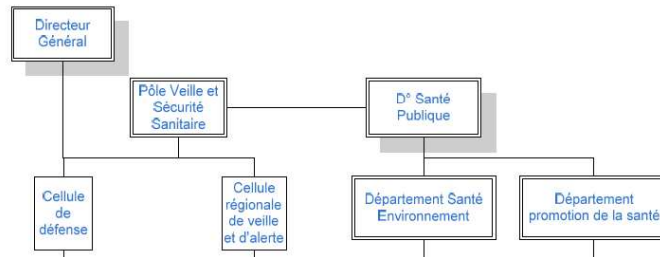 Directeur
Général
Pôle Veille et
Sécurité
Sanitaire
D° Santé
Publique
Cellule
de
défense
Cellule
régionale
de veille
et d'alerte
Département Santé
Environnement
Département
promotion de la santé